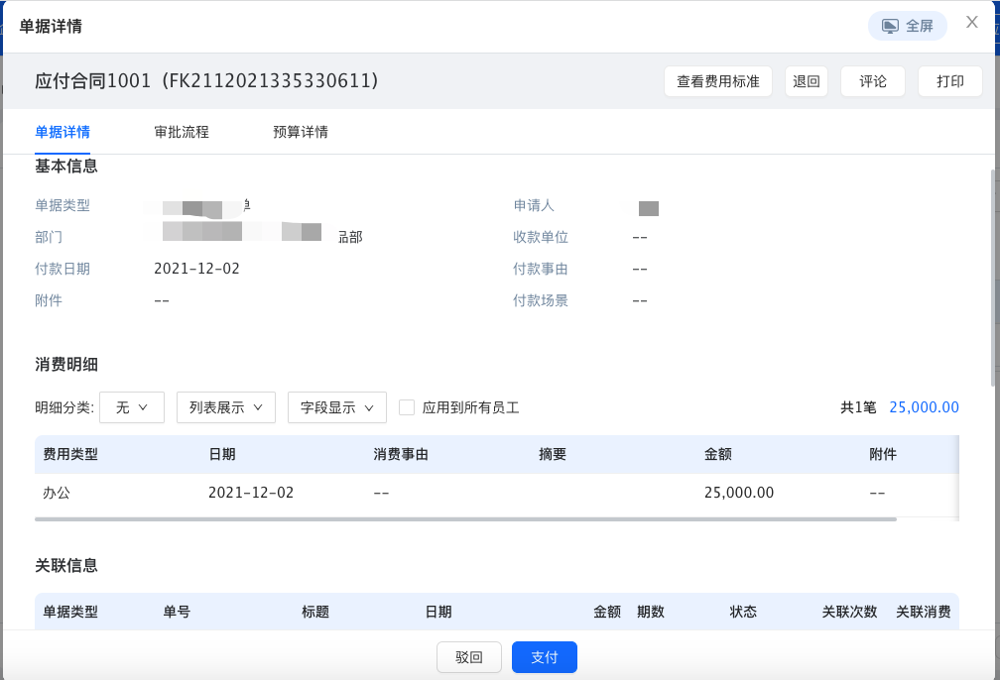 单据详情
全屏
应付合同1001（FK2112021335330611）
查看费用标准
退回
评论
打印
单据详情
审批流程
预算详情
基本信息
单据类型
申请人
部门 品部
收款单位 --
付款日期 2021-12-02
付款事由 --
附件 --
付款场景 --
消费明细
明细分类: 无 列表展示 字段显示 应用到所有员工 共1笔 25,000.00
费用类型 日期 消费事由 摘要 金额 附件
办公 2021-12-02 -- 25,000.00 --
关联信息
单据类型 单号 标题 日期 金额 期数 状态 关联次数 关联消费
驳回 支付